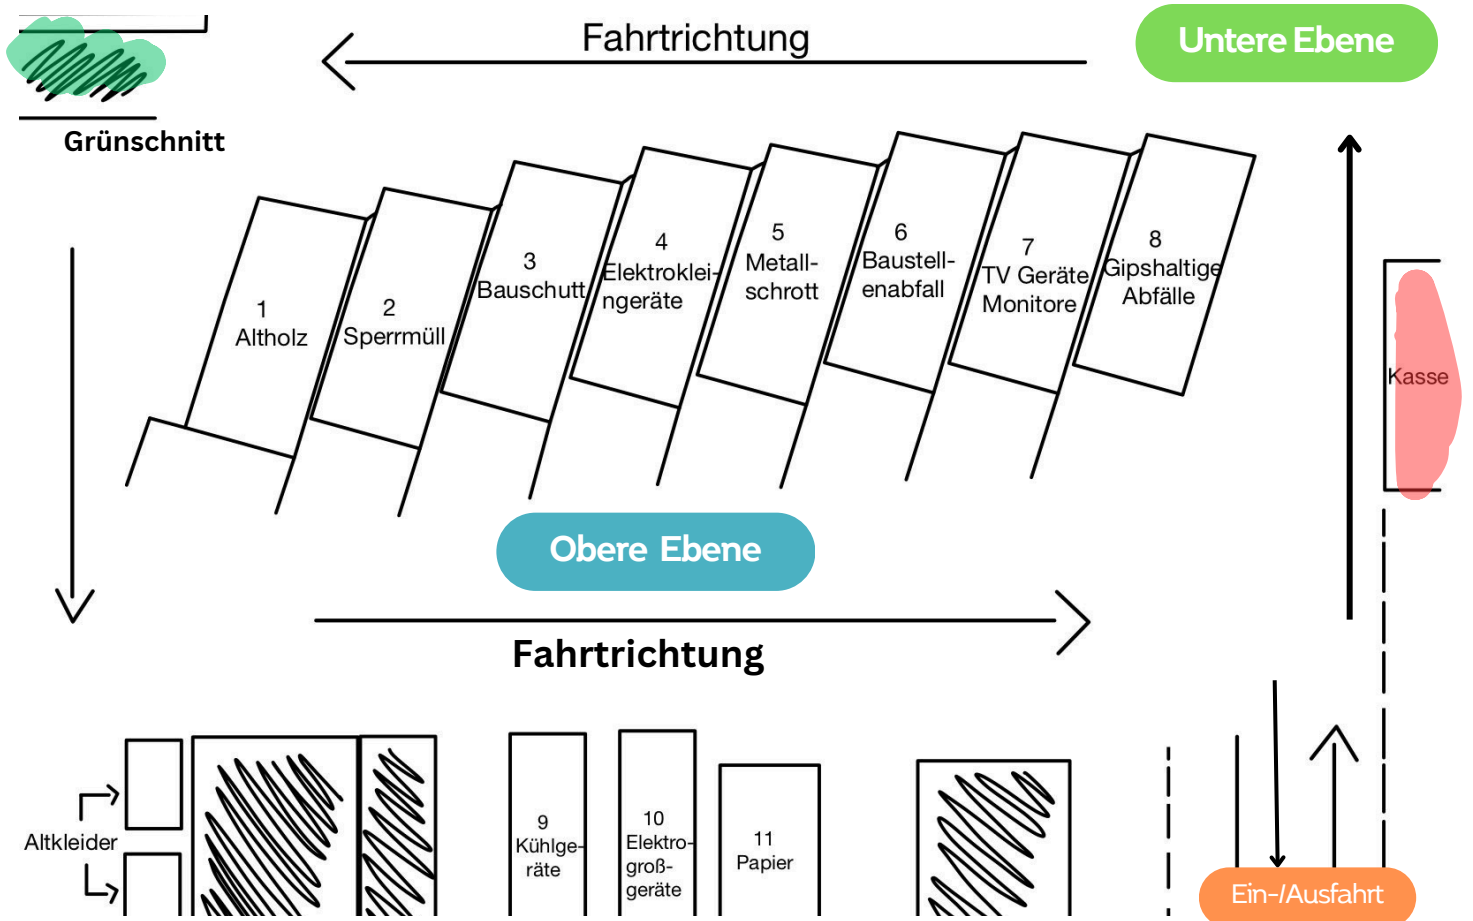 Fahrtrichtung
Untere Ebene
Grünschnitt
1
Altholz
2
Sperrmüll
3
Bauschutt
4
Elektroklei-
ngeräte
5
Metall-
schrott
6
Baustell-
enabfall
7
TV Geräte
Monitore
8
Gipshaltige
Abfälle
Kasse
Obere Ebene
Fahrtrichtung
Altkleider
9
Kühlge-
räte
10
Elektro-
groß-
geräte
11
Papier
Ein-/Ausfahrt